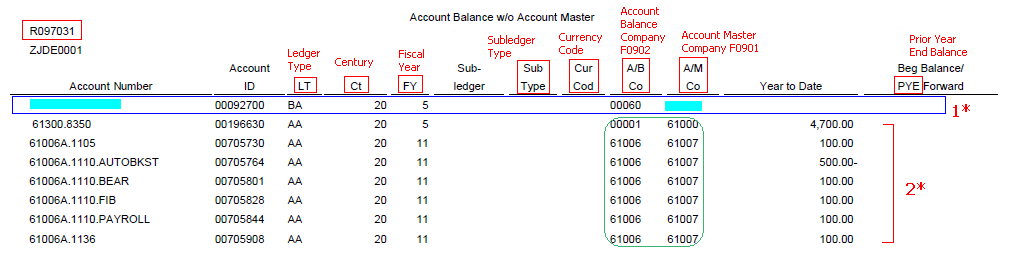 Account Balance w/o Account Master
R097031
ZJDE0001
Ledger Type
Century
Fiscal Year
Subledger Type
Currency Code
Account Balance Company F0902
Account Master Company F0901
Prior Year End Balance
Account Sub- Sub Cur A/B A/M Beg Balance/
Account Number ID LT Ct FY ledger Type Cod Co Co Year to Date PYE Forward
00092700 BA 20 5 00060
1*
61300.8350 00196630 AA 20 5 00001 61000 4,700.00
61006A.1105 00705730 AA 20 11 61006 61007 100.00
61006A.1110.AUTOBKST 00705764 AA 20 11 61006 61007 500.00-
61006A.1110.BEAR 00705801 AA 20 11 61006 61007 100.00
2*
61006A.1110.FIB 00705828 AA 20 11 61006 61007 100.00
61006A.1110.PAYROLL 00705844 AA 20 11 61006 61007 100.00
61006A.1136 00705908 AA 20 11 61006 61007 100.00